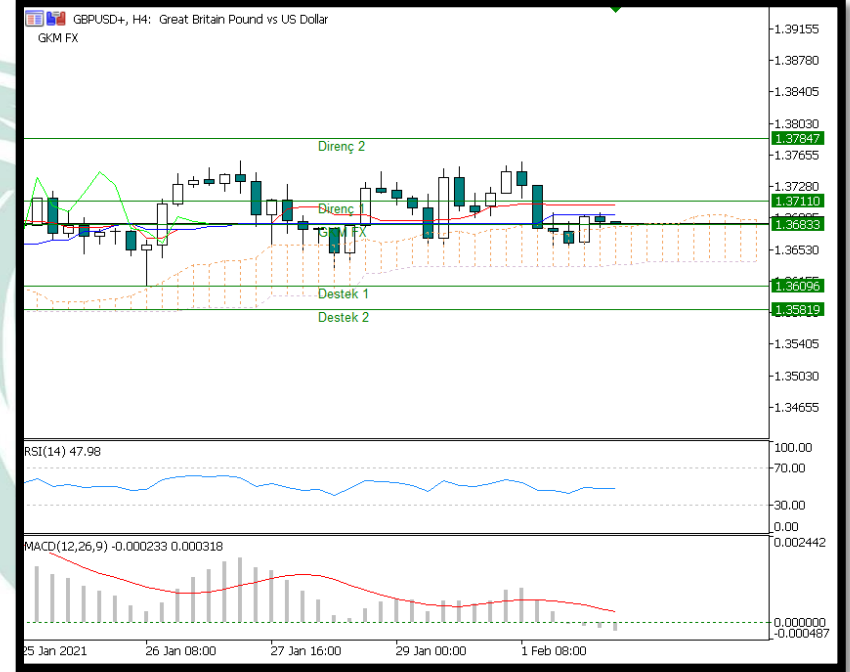 GBPUSD+, H4: Great Britain Pound vs US Dollar
GKM FX
1.39155
1.38780
1.38405
1.38030
1.37847
Direnç 2
1.37655
1.37280
1.37110
Direnç 1
1.36833
GKM FX
1.36530
1.36096
Destek 1
1.35819
Destek 2
1.35405
1.35030
1.34655
RSI(14) 47.98
100.00
70.00
30.00
0.00
MACD(12,26,9) -0.000233 0.000318
0.002442
0.000000
-0.000487
25 Jan 2021 26 Jan 08:00 27 Jan 16:00 29 Jan 00:00 1 Feb 08:00